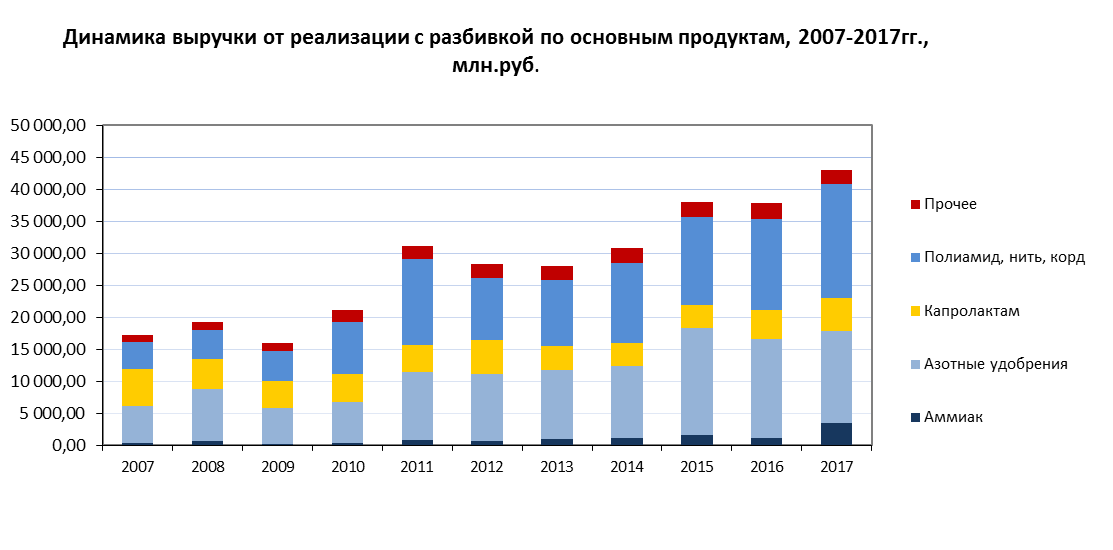 Динамика выручки от реализации с разбивкой по основным продуктам, 2007-2017гг.,
млн.руб.
50 000,00
45 000,00
40 000,00
35 000,00
30 000,00
25 000,00
20 000,00
15 000,00
10 000,00
5 000,00
0,00
2007 2008 2009 2010 2011 2012 2013 2014 2015 2016 2017
Прочее
Полиамид, нить, корд
Капролактам
Азотные удобрения
Аммиак